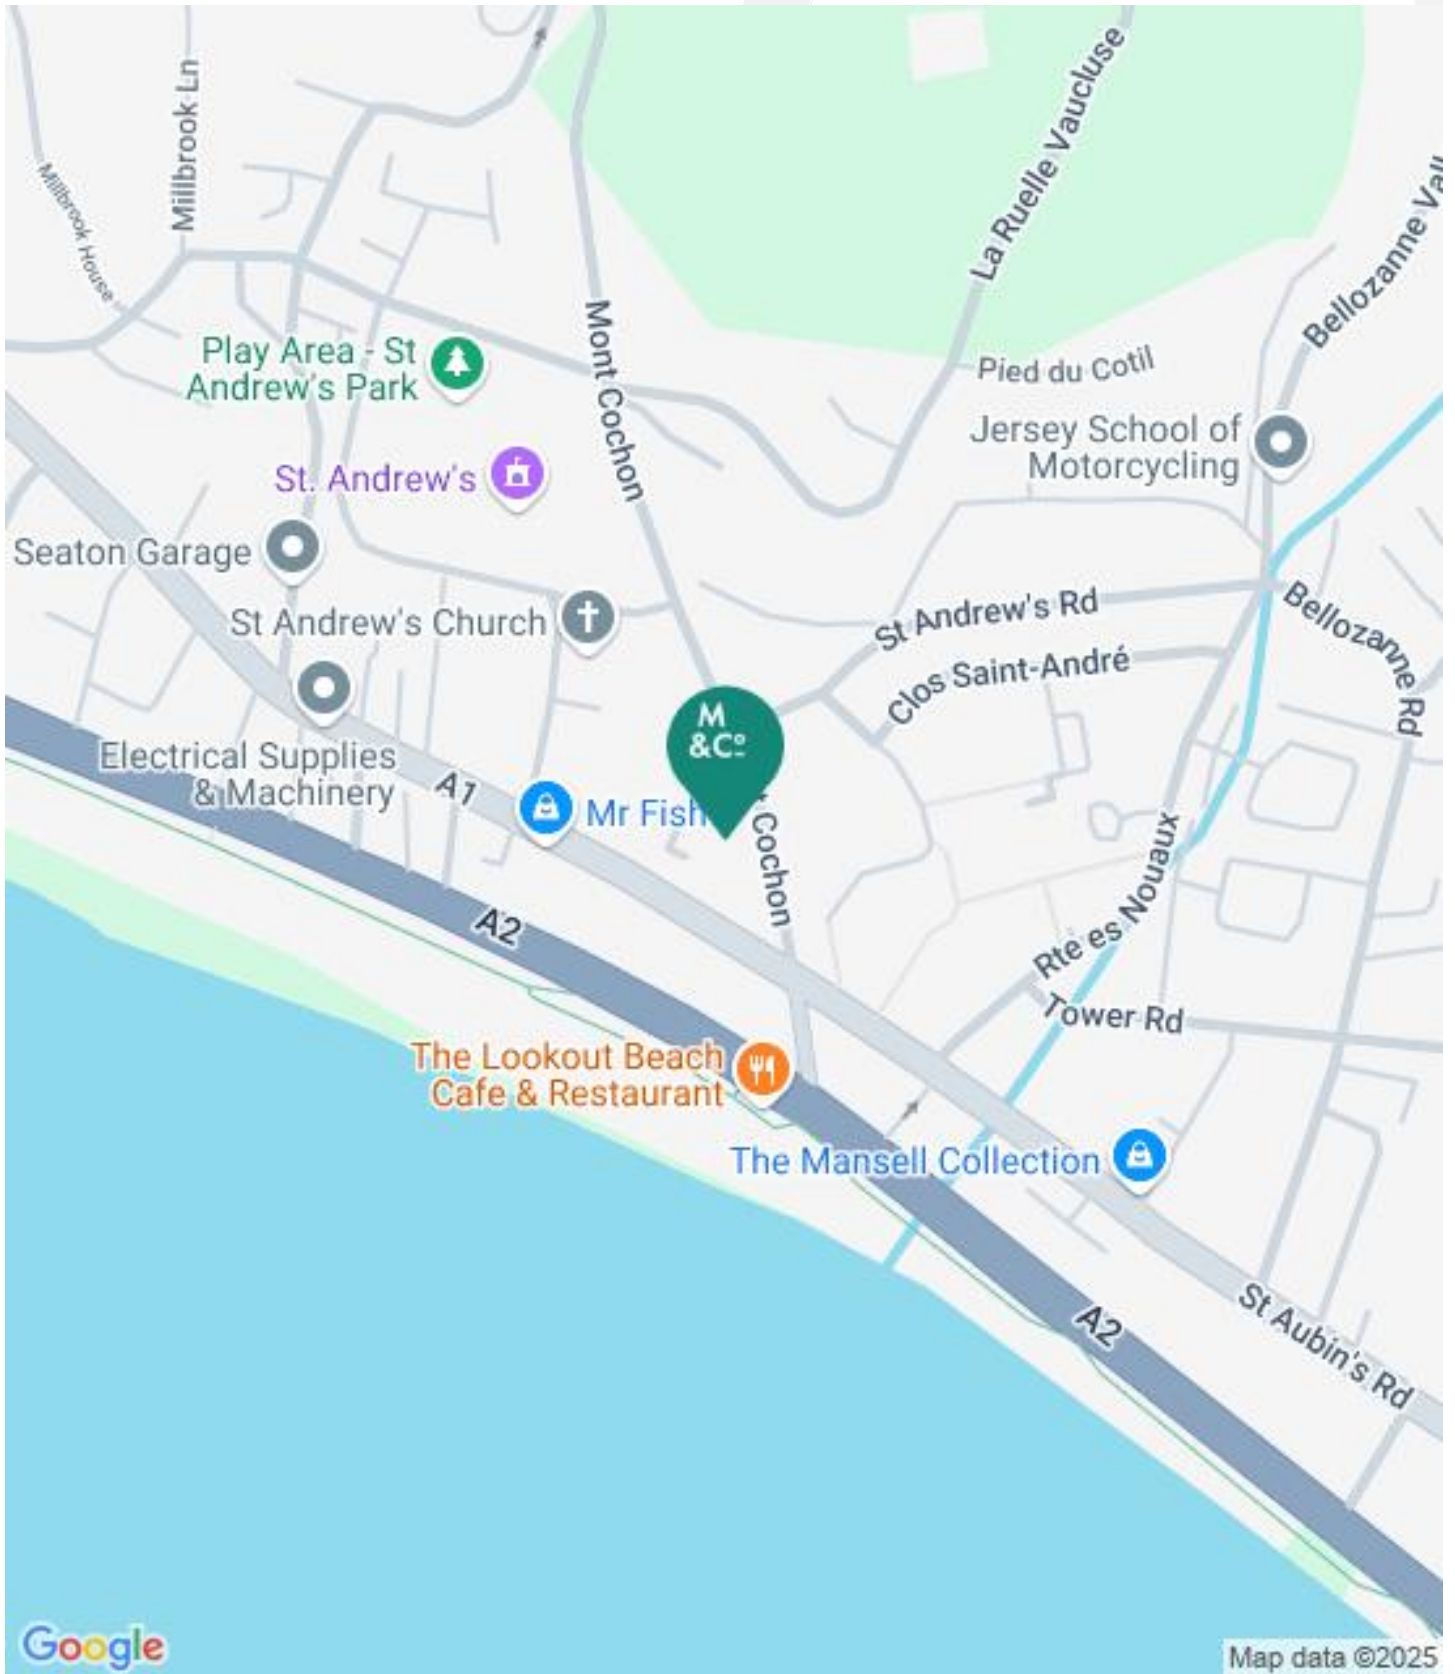 Millbrook Ln
Millbrook House
La Ruelle Vaucluse
Bellozanne Vall
Mont Cochon
Play Area - St
Andrew's Park
Pied du Cotil
Jersey School of
Motorcycling
St. Andrew's
Seaton Garage
St Andrew's Church
St Andrew's Rd
Bellozanne Rd
Clos Saint-André
M
&Cº
Electrical Supplies
& Machinery
A1
Mr Fish
t Cochon
A2
Rte es Nouaux
Tower Rd
The Lookout Beach
Cafe & Restaurant
The Mansell Collection
A2
St Aubin's Rd
Google
Map data ©2025